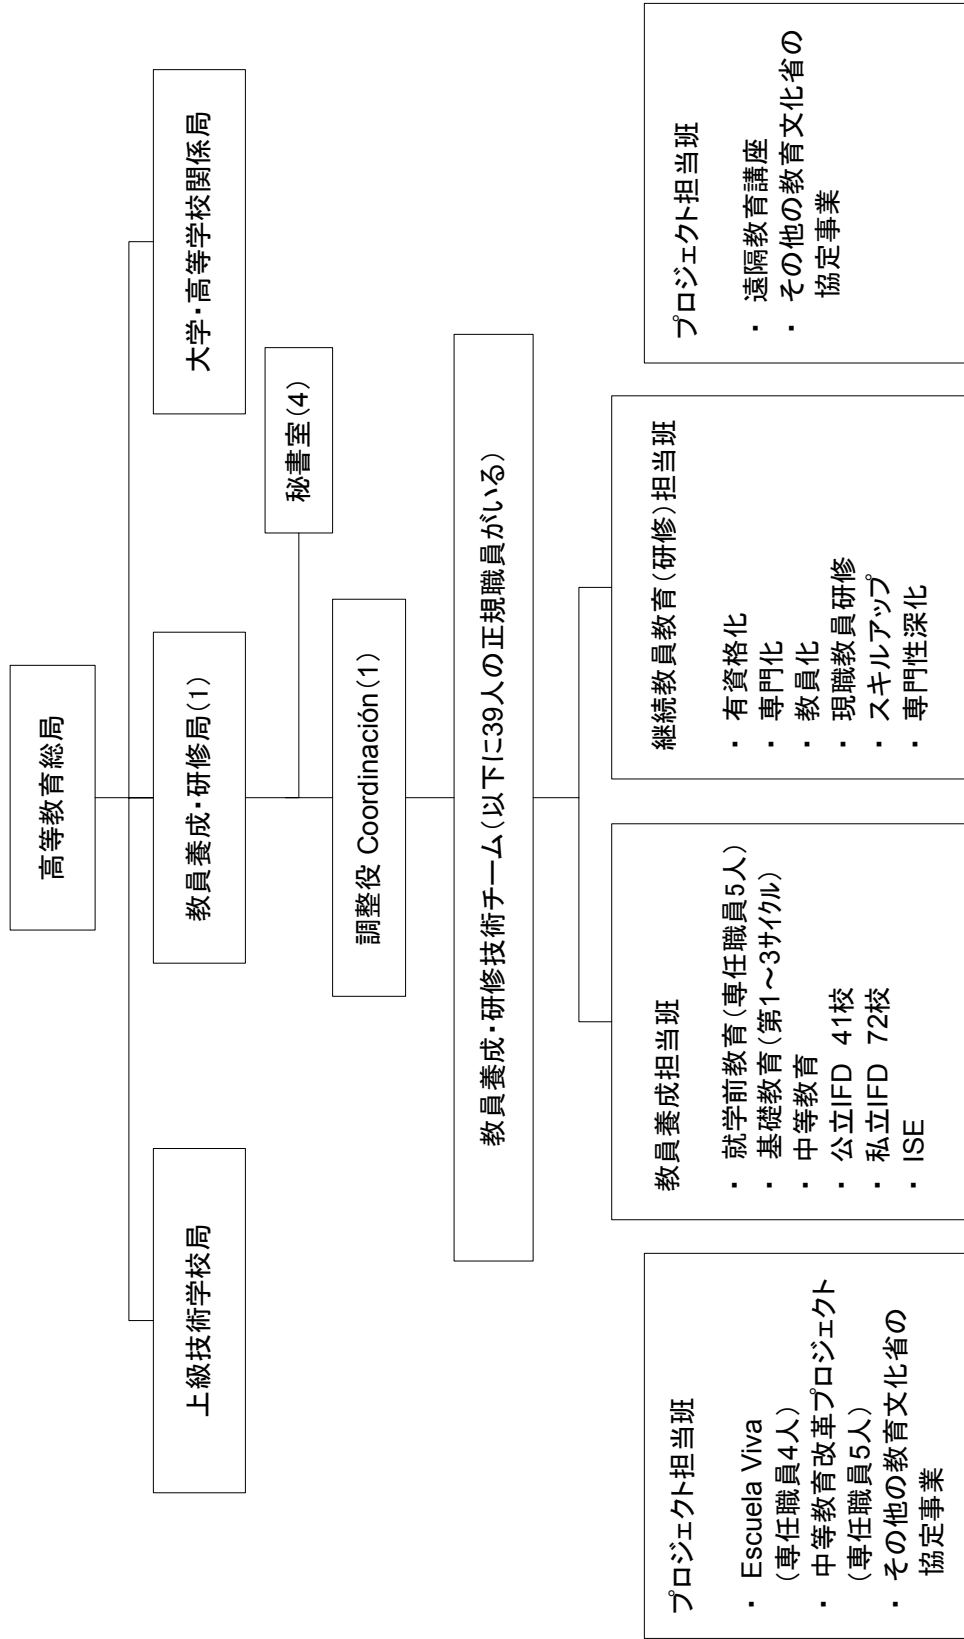 高等教育総局
上級技術学校局
教員養成・研修局(1)
大学・高等学校関係局
秘書室(4)
調整役 Coordinación(1)
教員養成・研修技術チーム(以下に39人の正規職員がいる)
プロジェクト担当班
・ Escuela Viva
(専任職員4人)
・ 中等教育改革プロジェクト
(専任職員5人)
・ その他の教育文化省の
協定事業
教員養成担当班
・ 就学前教育(専任職員5人)
・ 基礎教育(第1～3サイクル)
・ 中等教育
・ 公立IFD 41校
・ 私立IFD 72校
・ ISE
継続教員教育(研修)担当班
・ 有資格化
・ 専門化
・ 教員化
・ 現職教員研修
・ スキルアップ
・ 専門性深化
プロジェクト担当班
・ 遠隔教育講座
・ その他の教育文化省の
協定事業